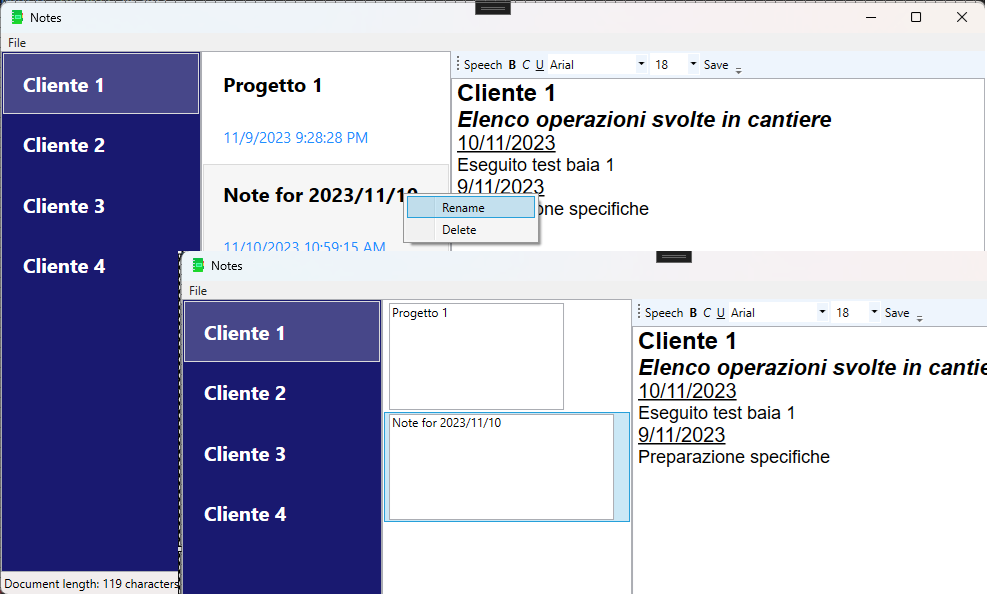 Notes
File
Cliente 1
Cliente 2
Cliente 3
Cliente 4
Progetto 1
11/9/2023 9:28:28 PM
Note for 2023/11/10
11/10/2023 10:59:15 AM
Rename
Delete
Speech B C U Arial 18 Save
Cliente 1
Elenco operazioni svolte in cantiere
10/11/2023
Eseguito test baia 1
9/11/2023
one specifiche
Document length: 119 characters
Notes
File
Cliente 1
Cliente 2
Cliente 3
Cliente 4
Progetto 1
Note for 2023/11/10
Speech B C U Arial 18 Save
Cliente 1
Elenco operazioni svolte in cantie
10/11/2023
Eseguito test baia 1
9/11/2023
Preparazione specifiche